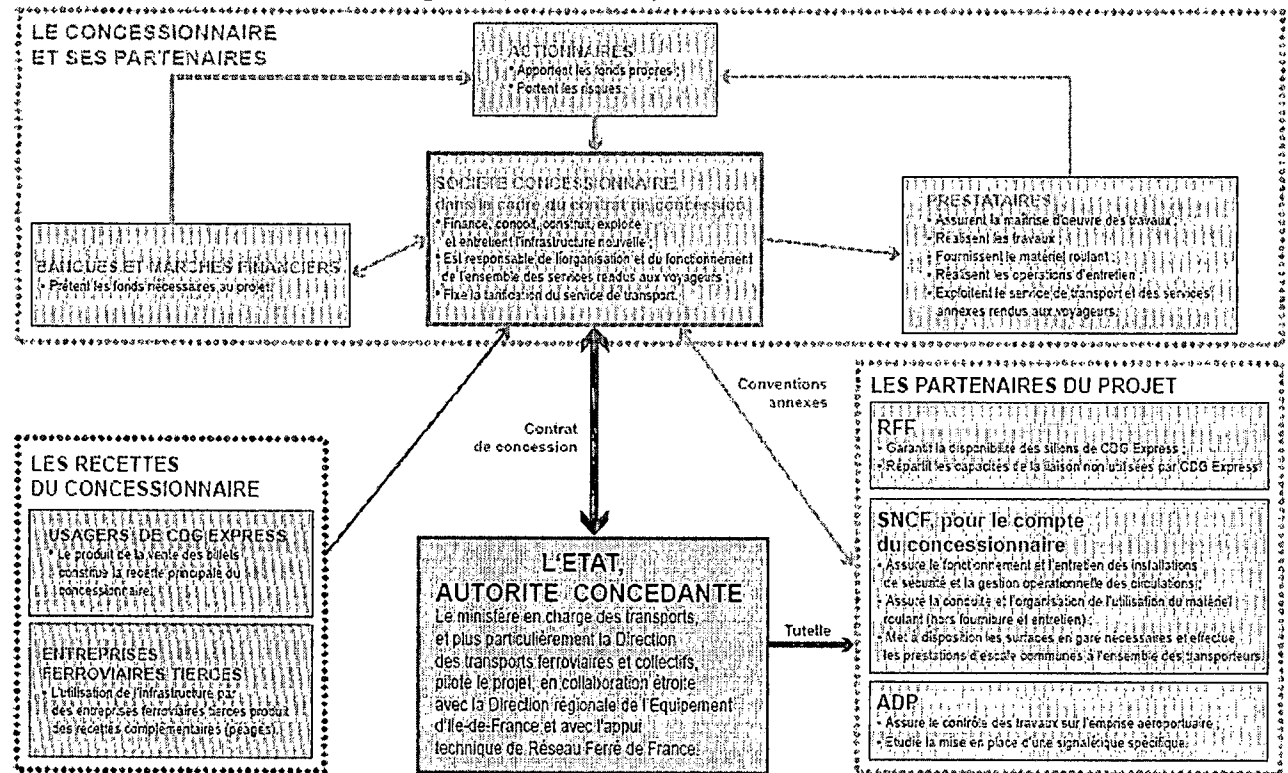 LE CONCESSIONNAIRE
ET SES PARTENAIRES
ACTIONNAIRES
• Apportent les fonds propres ;
• Portent les risques.
SOCIETE CONCESSIONNAIRE
dans le cadre du contrat de concession
• Finance, conçoit, construit, exploite
et entretient l'infrastructure nouvelle ;
• Est responsable de l'organisation et du fonctionnement
de l'ensemble des services rendus aux voyageurs ;
• Fixe la tarification du service de transport.
BANQUES ET MARCHES FINANCIERS
• Prêtent les fonds nécessaires au projet.
PRESTATAIRES
• Assurent la maîtrise d'oeuvre des travaux ;
• Réalisent les travaux ;
• Fournissent le matériel roulant ;
• Réalisent les opérations d'entretien ;
• Exploitent le service de transport et des services
annexes rendus aux voyageurs.
Conventions
annexes
Contrat
de concession
LES RECETTES
DU CONCESSIONNAIRE
USAGERS DE CDG EXPRESS
• Le produit de la vente des billets
constitue la recette principale du
concessionnaire.
ENTREPRISES
FERROVIAIRES TIERCES
• L'utilisation de l'infrastructure par
des entreprises ferroviaires tierces produit
des recettes complémentaires (péages).
L'ETAT,
AUTORITE CONCEDANTE
Le ministère en charge des transports,
et plus particulièrement la Direction
des transports ferroviaires et collectifs,
pilote le projet, en collaboration étroite
avec la Direction régionale de l'Equipement
d'Ile-de-France et avec l'appui
technique de Réseau Ferré de France.
Tutelle
LES PARTENAIRES DU PROJET
RFF
• Garantit la disponibilité des sillons de CDG Express ;
• Répartit les capacités de la liaison non utilisées par CDG Express
SNCF, pour le compte
du concessionnaire
• Assure le fonctionnement et l'entretien des installations
de sécurité et la gestion opérationnelle des circulations ;
• Assure la conduite et l'organisation de l'utilisation du matériel
roulant (hors fourniture et entretien) ;
• Met à disposition les surfaces en gare nécessaires et effectue
les prestations d'escale communes à l'ensemble des transporteurs
ADP
• Assure le contrôle des travaux sur l'emprise aéroportuaire ;
• Etudie la mise en place d'une signalétique spécifique.